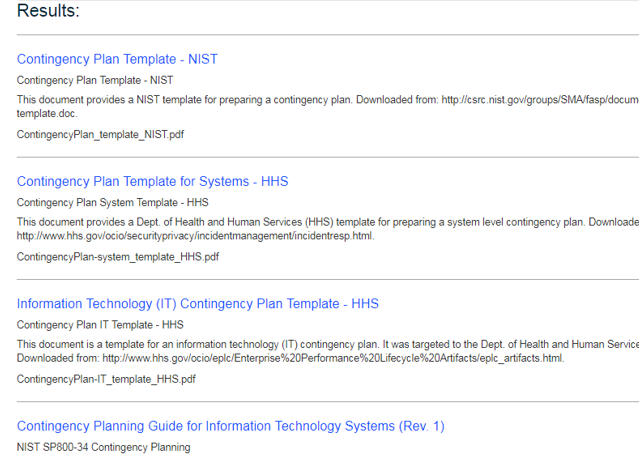 Results:
Contingency Plan Template - NIST
Contingency Plan Template - NIST
This document provides a NIST template for preparing a contingency plan. Downloaded from: http://csrc.nist.gov/groups/SMA/fasp/docum
template.doc.
ContingencyPlan_template_NIST.pdf
Contingency Plan Template for Systems - HHS
Contingency Plan System Template - HHS
This document provides a Dept. of Health and Human Services (HHS) template for preparing a system level contingency plan. Downloade
http://www.hhs.gov/ocio/securityprivacy/incidentmanagement/incidentresp.html.
ContingencyPlan-system_template_HHS.pdf
Information Technology (IT) Contingency Plan Template - HHS
Contingency Plan IT Template - HHS
This document is a template for an information technology (IT) contingency plan. It was targeted to the Dept. of Health and Human Service
Downloaded from: http://www.hhs.gov/ocio/eplc/Enterprise%20Performance%20Lifecycle%20Artifacts/eplc_artifacts.html.
ContingencyPlan-IT_template_HHS.pdf
Contingency Planning Guide for Information Technology Systems (Rev. 1)
NIST SP800-34 Contingency Planning